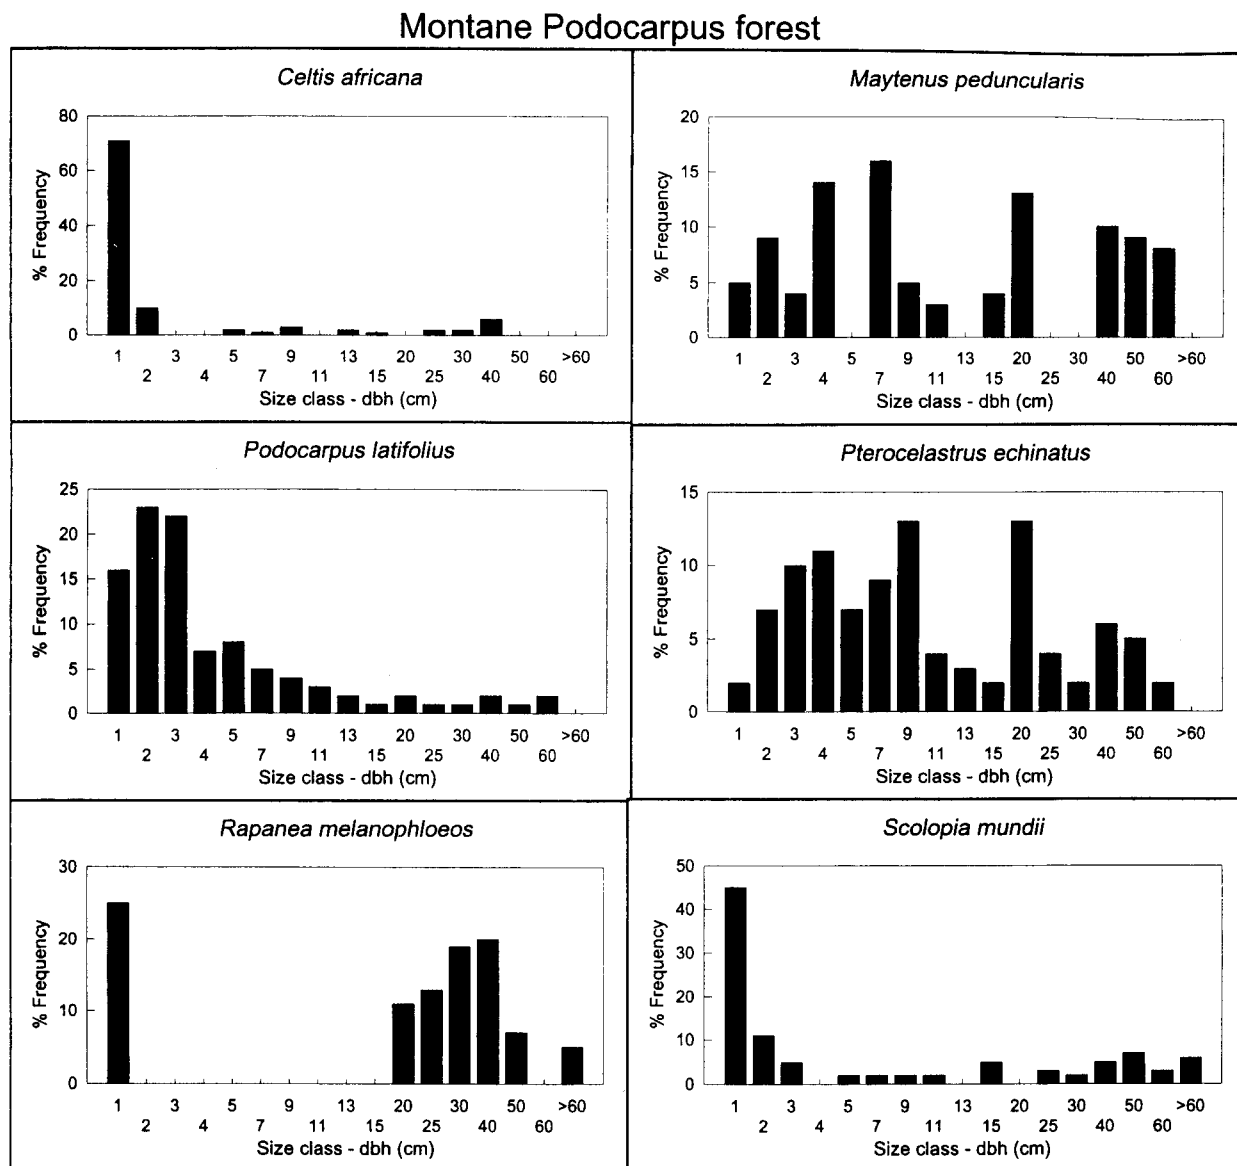 Montane Podocarpus forest
Celtis africana
% Frequency
80
60
40
20
0
1 3 5 9 13 20 30 50 >60
2 4 7 11 15 25 40 60
Size class - dbh (cm)
Maytenus peduncularis
% Frequency
20
15
10
5
0
1 3 5 9 13 20 30 50 >60
2 4 7 11 15 25 40 60
Size class - dbh (cm)
Podocarpus latifolius
% Frequency
25
20
15
10
5
0
1 3 5 9 13 20 30 50 >60
2 4 7 11 15 25 40 60
Size class - dbh (cm)
Pterocelastrus echinatus
% Frequency
15
10
5
0
1 3 5 9 13 20 30 50 >60
2 4 7 11 15 25 40 60
Size class - dbh (cm)
Rapanea melanophloeos
% Frequency
30
20
10
0
1 3 5 9 13 20 30 50 >60
2 4 7 11 15 25 40 60
Size class - dbh (cm)
Scolopia mundii
% Frequency
50
40
30
20
10
0
1 3 5 9 13 20 30 50 >60
2 4 7 11 15 25 40 60
Size class - dbh (cm)